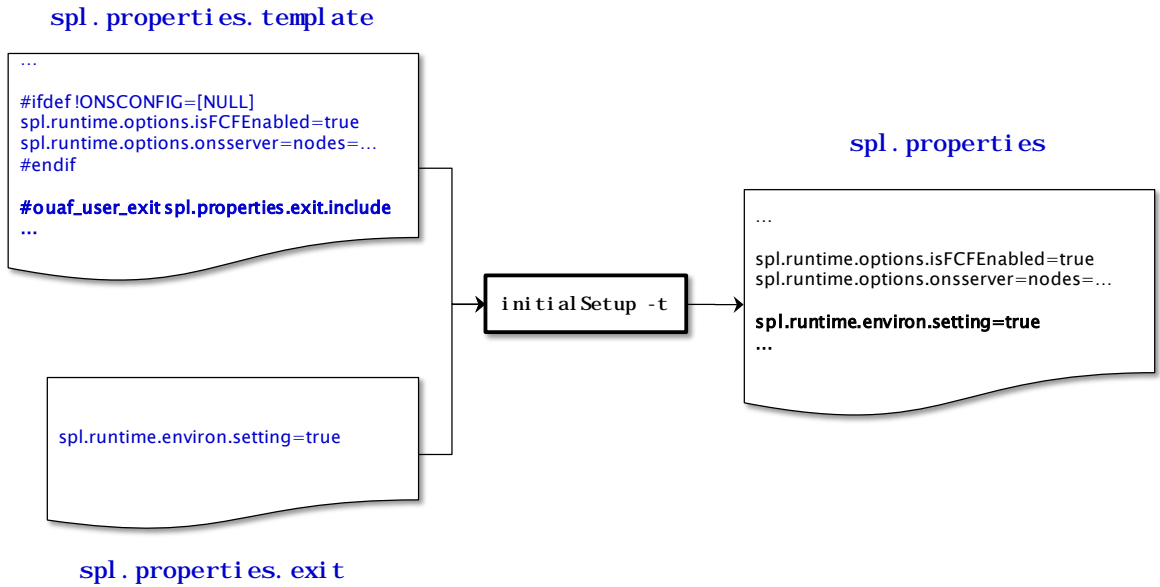 spl.properties.template
…
#ifdef !ONSCONFIG=[NULL]
spl.runtime.options.isFCFEnabled=true
spl.runtime.options.onsserver=nodes=…
#endif
#ouaf_user_exit spl.properties.exit.include
…
spl.runtime.environ.setting=true
spl.properties.exit
initialSetup -t
spl.properties
…
spl.runtime.options.isFCFEnabled=true
spl.runtime.options.onsserver=nodes=…
spl.runtime.environ.setting=true
…